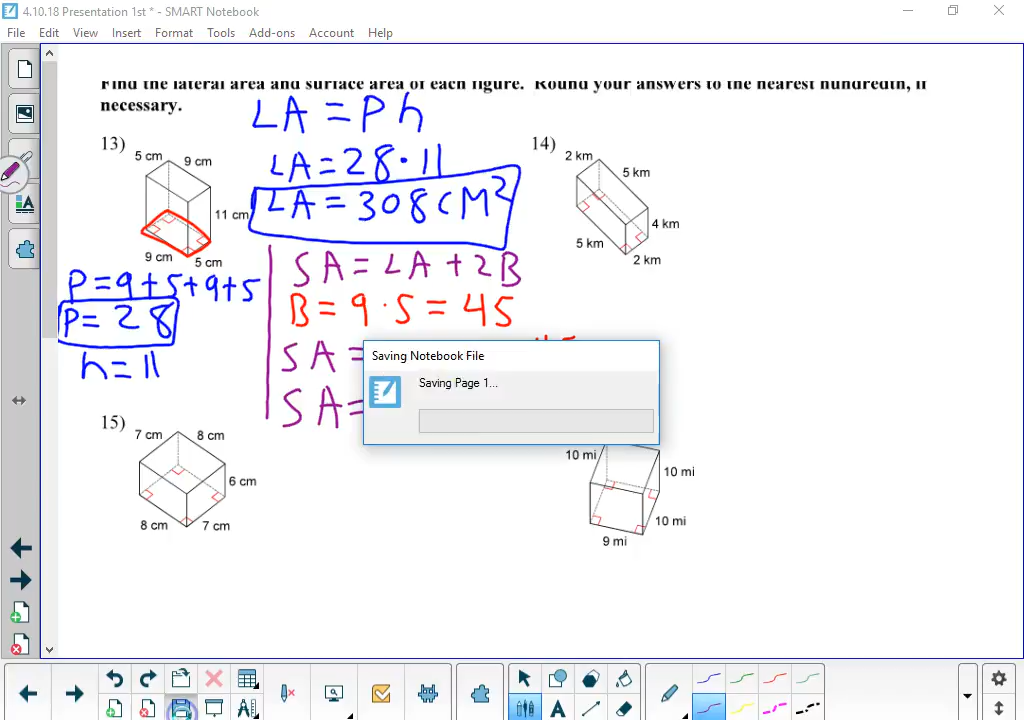 4.10.18 Presentation 1st * - SMART Notebook
File Edit View Insert Format Tools Add-ons Account Help
Find the lateral area and surface area of each figure. Round your answers to the nearest hundredth, if
necessary.
LA = Ph
13)
5 cm
9 cm
11 cm
9 cm
5 cm
LA = 28 · 11
LA = 308 CM²
14)
2 km
5 km
4 km
5 km
2 km
P = 9 + 5 + 9 + 5
P = 28
h = 11
SA = LA + 2B
B = 9 · 5 = 45
SA =
SA =
Saving Notebook File
Saving Page 1...
15)
7 cm
8 cm
6 cm
8 cm
7 cm
10 mi
10 mi
10 mi
9 mi